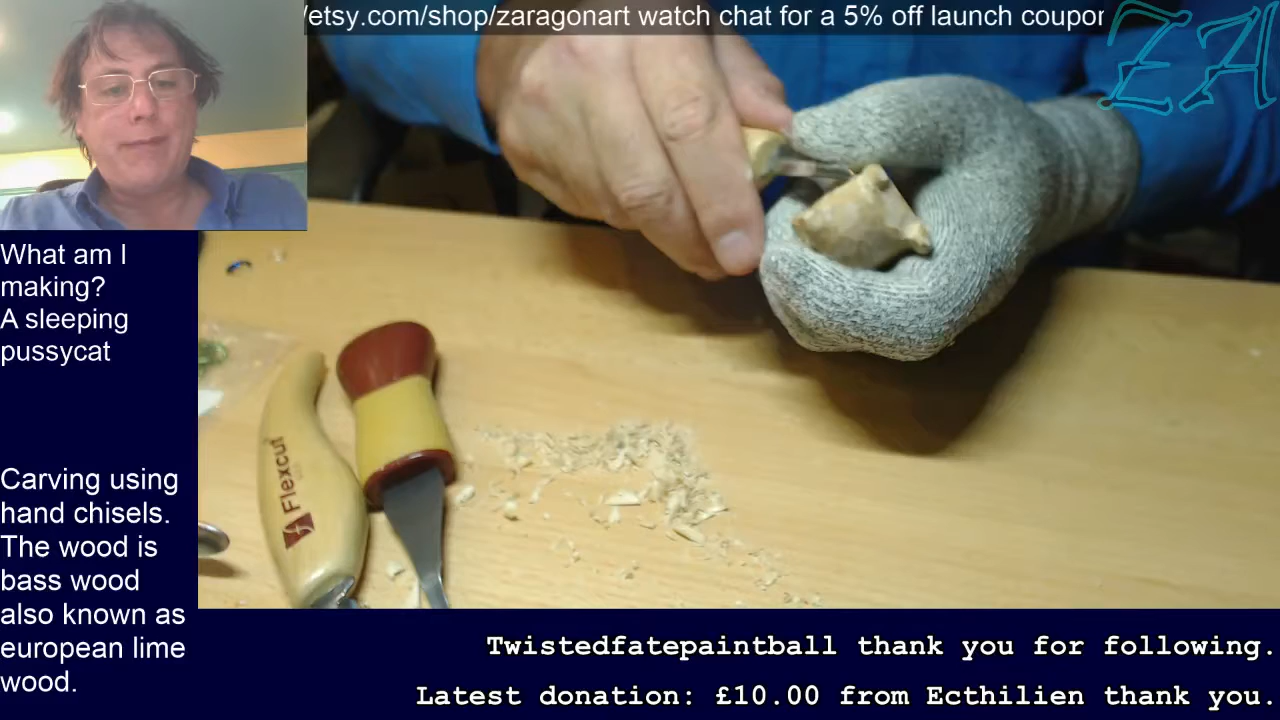 /etsy.com/shop/zaragonart watch chat for a 5% off launch coupon
ZA
What am I
making?
A sleeping
pussycat
Flexcut
Carving using
hand chisels.
The wood is
bass wood
also known as
european lime
wood.
Twistedfatepaintball thank you for following.
Latest donation: £10.00 from Ecthilien thank you.